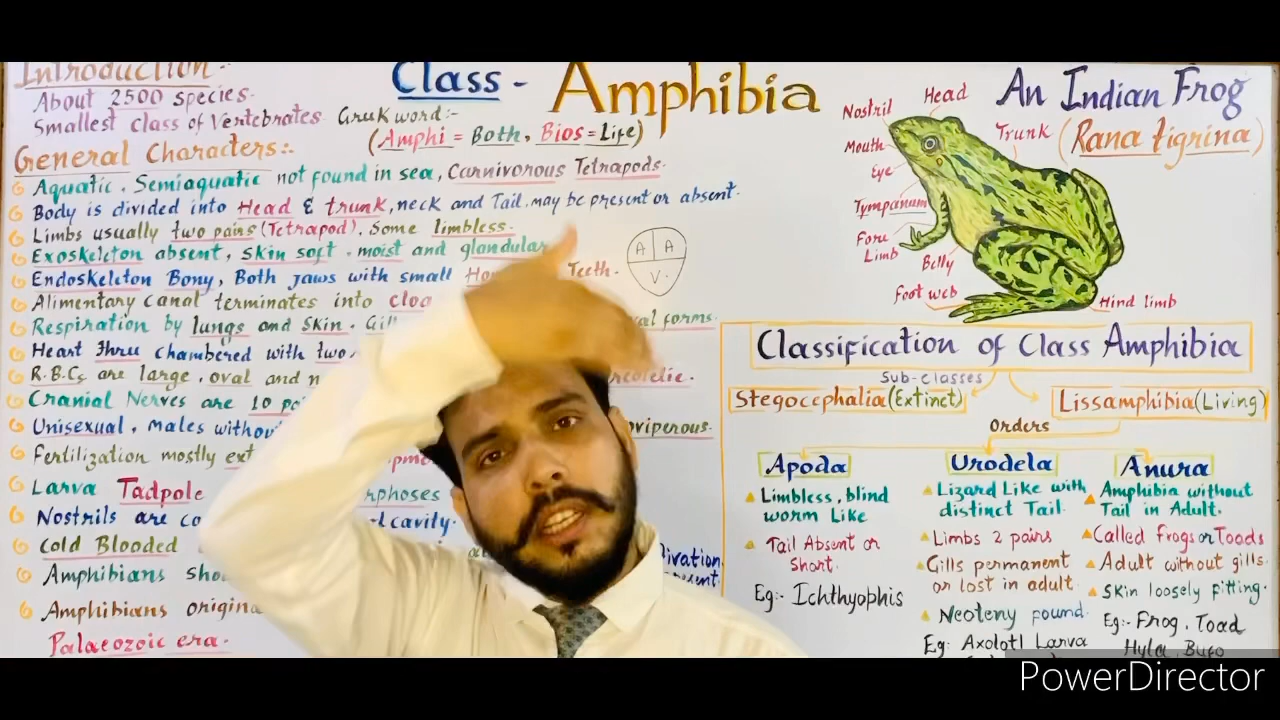 Introduction:-
About 2500 species.
Smallest class of Vertebrates.
Class - Amphibia
Gruk word:-
(Amphi = Both, Bios = Life)
General Characters:-
Aquatic, Semiaquatic not found in sea, Carnivorous Tetrapods.
Body is divided into Head & trunk, neck and Tail may be present or absent.
Limbs usually two pairs (Tetrapod). Some limbless.
Exoskeleton absent, skin soft, moist and glandular
Endoskeleton Bony, Both jaws with small Teeth.
Alimentary canal terminates into
Respiration by lungs and skin. forms.
Heart three chambered with two
R.B.Cs are large, oval and
Cranial Nerves are 10
Unisexual, males
Fertilization mostly
Larva Tadpole
Nostrils are cavity.
Cold Blooded
Amphibians
Amphibians
Palaeozoic era.
A A
V.
An Indian Frog
(Rana tigrina)
Nostril
Head
Mouth
Trunk
Eye
Tympanum
Fore Limb
Belly
Foot web
Hind limb
Classification of Class Amphibia
Sub-classes
Stegocephalia (Extinct)
Lissamphibia (Living)
Orders
Apoda
Limbless, blind
worm Like
Tail Absent or
short.
Eg:- Ichthyophis
Urodela
Lizard Like with
distinct Tail.
Limbs 2 pairs
Gills permanent
or lost in adult.
Neoteny pound.
Eg: Axolotl Larva
Anura
Amphibia without
Tail in Adult.
Called Frogs or Toads
Adult without gills.
Skin loosely fitting.
Eg:- Frog, Toad
Hyla, Bufo
PowerDirector